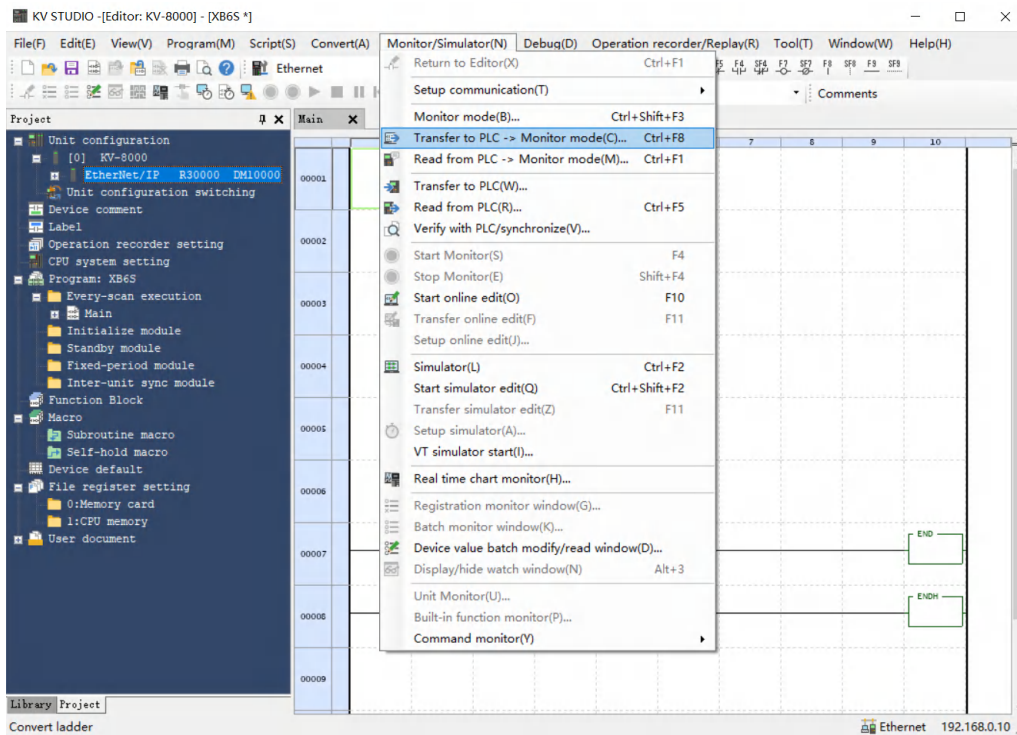 KV STUDIO -[Editor: KV-8000] - [XB6S *]
File(F) Edit(E) View(V) Program(M) Script(S) Convert(A) Monitor/Simulator(N) Debug(D) Operation recorder/Replay(R) Tool(T) Window(W) Help(H)
Ethernet
F5 F4 SF4 F7 SF7 F8 SF8 F9 SF9
Comments
Project
Main
Unit configuration
[0] KV-8000
EtherNet/IP R30000 DM10000
Unit configuration switching
Device comment
Label
Operation recorder setting
CPU system setting
Program: XB6S
Every-scan execution
Main
Initialize module
Standby module
Fixed-period module
Inter-unit sync module
Function Block
Macro
Subroutine macro
Self-hold macro
Device default
File register setting
0:Memory card
1:CPU memory
User document
Library Project
Return to Editor(X) Ctrl+F1
Setup communication(T)
Monitor mode(B)... Ctrl+Shift+F3
Transfer to PLC -> Monitor mode(C)... Ctrl+F8
Read from PLC -> Monitor mode(M)... Ctrl+F1
Transfer to PLC(W)...
Read from PLC(R)... Ctrl+F5
Verify with PLC/synchronize(V)...
Start Monitor(S) F4
Stop Monitor(E) Shift+F4
Start online edit(O) F10
Transfer online edit(F) F11
Setup online edit(J)...
Simulator(L) Ctrl+F2
Start simulator edit(Q) Ctrl+Shift+F2
Transfer simulator edit(Z) F11
Setup simulator(A)...
VT simulator start(I)...
Real time chart monitor(H)...
Registration monitor window(G)...
Batch monitor window(K)...
Device value batch modify/read window(D)...
Display/hide watch window(N) Alt+3
Unit Monitor(U)...
Built-in function monitor(P)...
Command monitor(Y)
7 8 9 10
00001
00002
00003
00004
00005
00006
00007
END
00008
ENDH
00009
Convert ladder
Ethernet 192.168.0.10